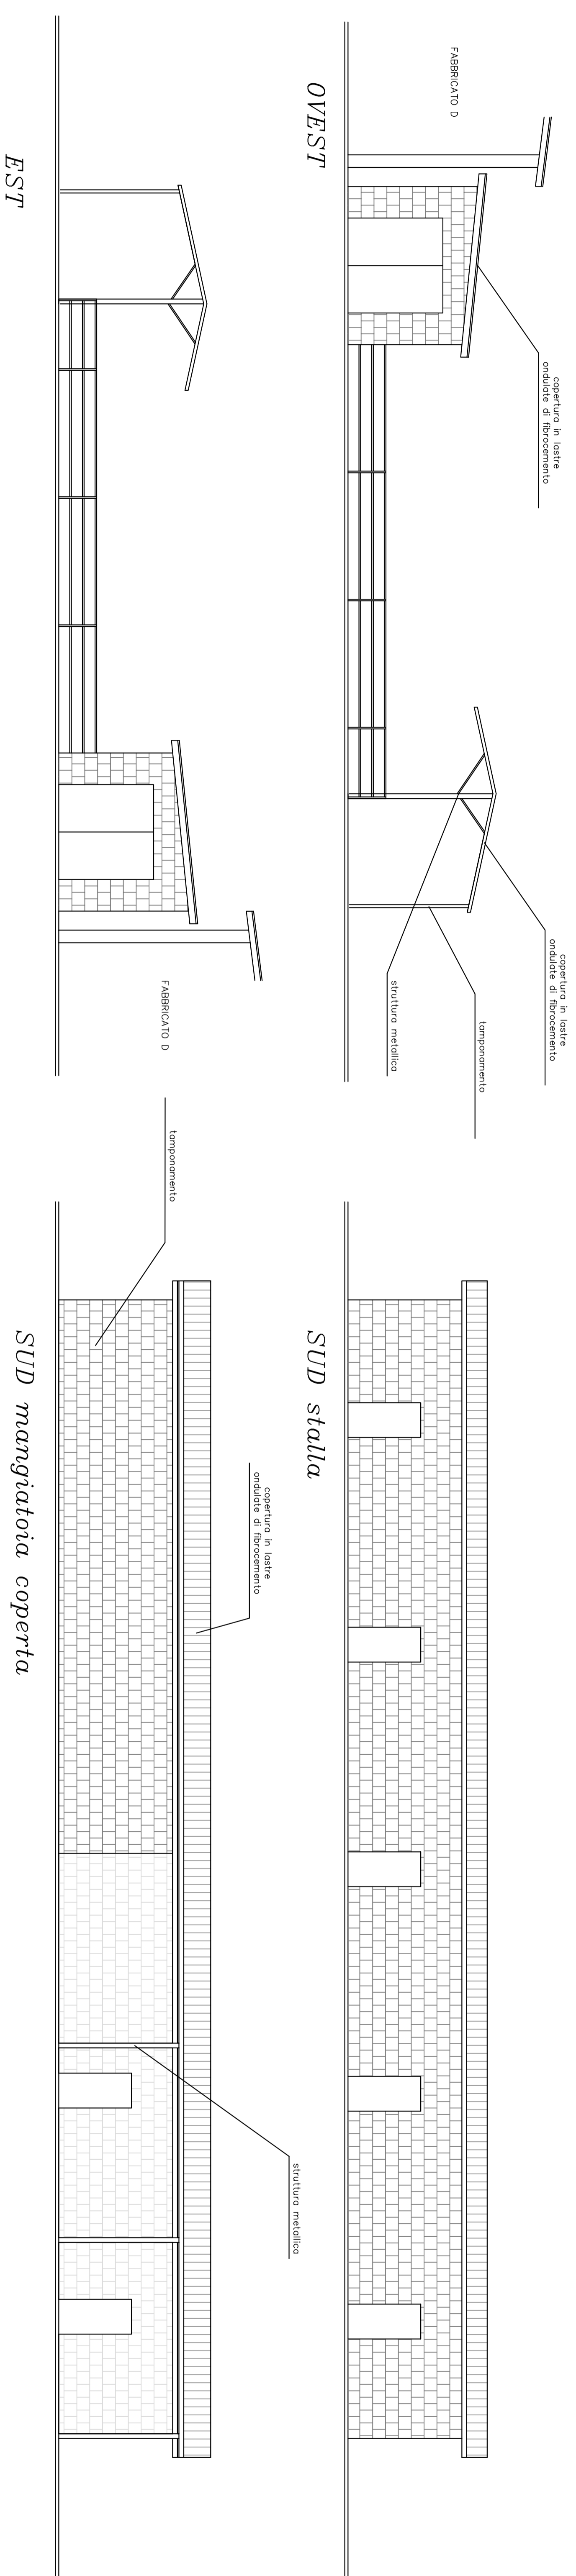 FABBRICATO D
copertura in lastre
ondulate di fibrocemento
copertura in lastre
ondulate di fibrocemento
tamponamento
struttura metallica
OVEST
SUD stalla
FABBRICATO D
EST
tamponamento
copertura in lastre
ondulate di fibrocemento
struttura metallica
SUD mangiatoia coperta